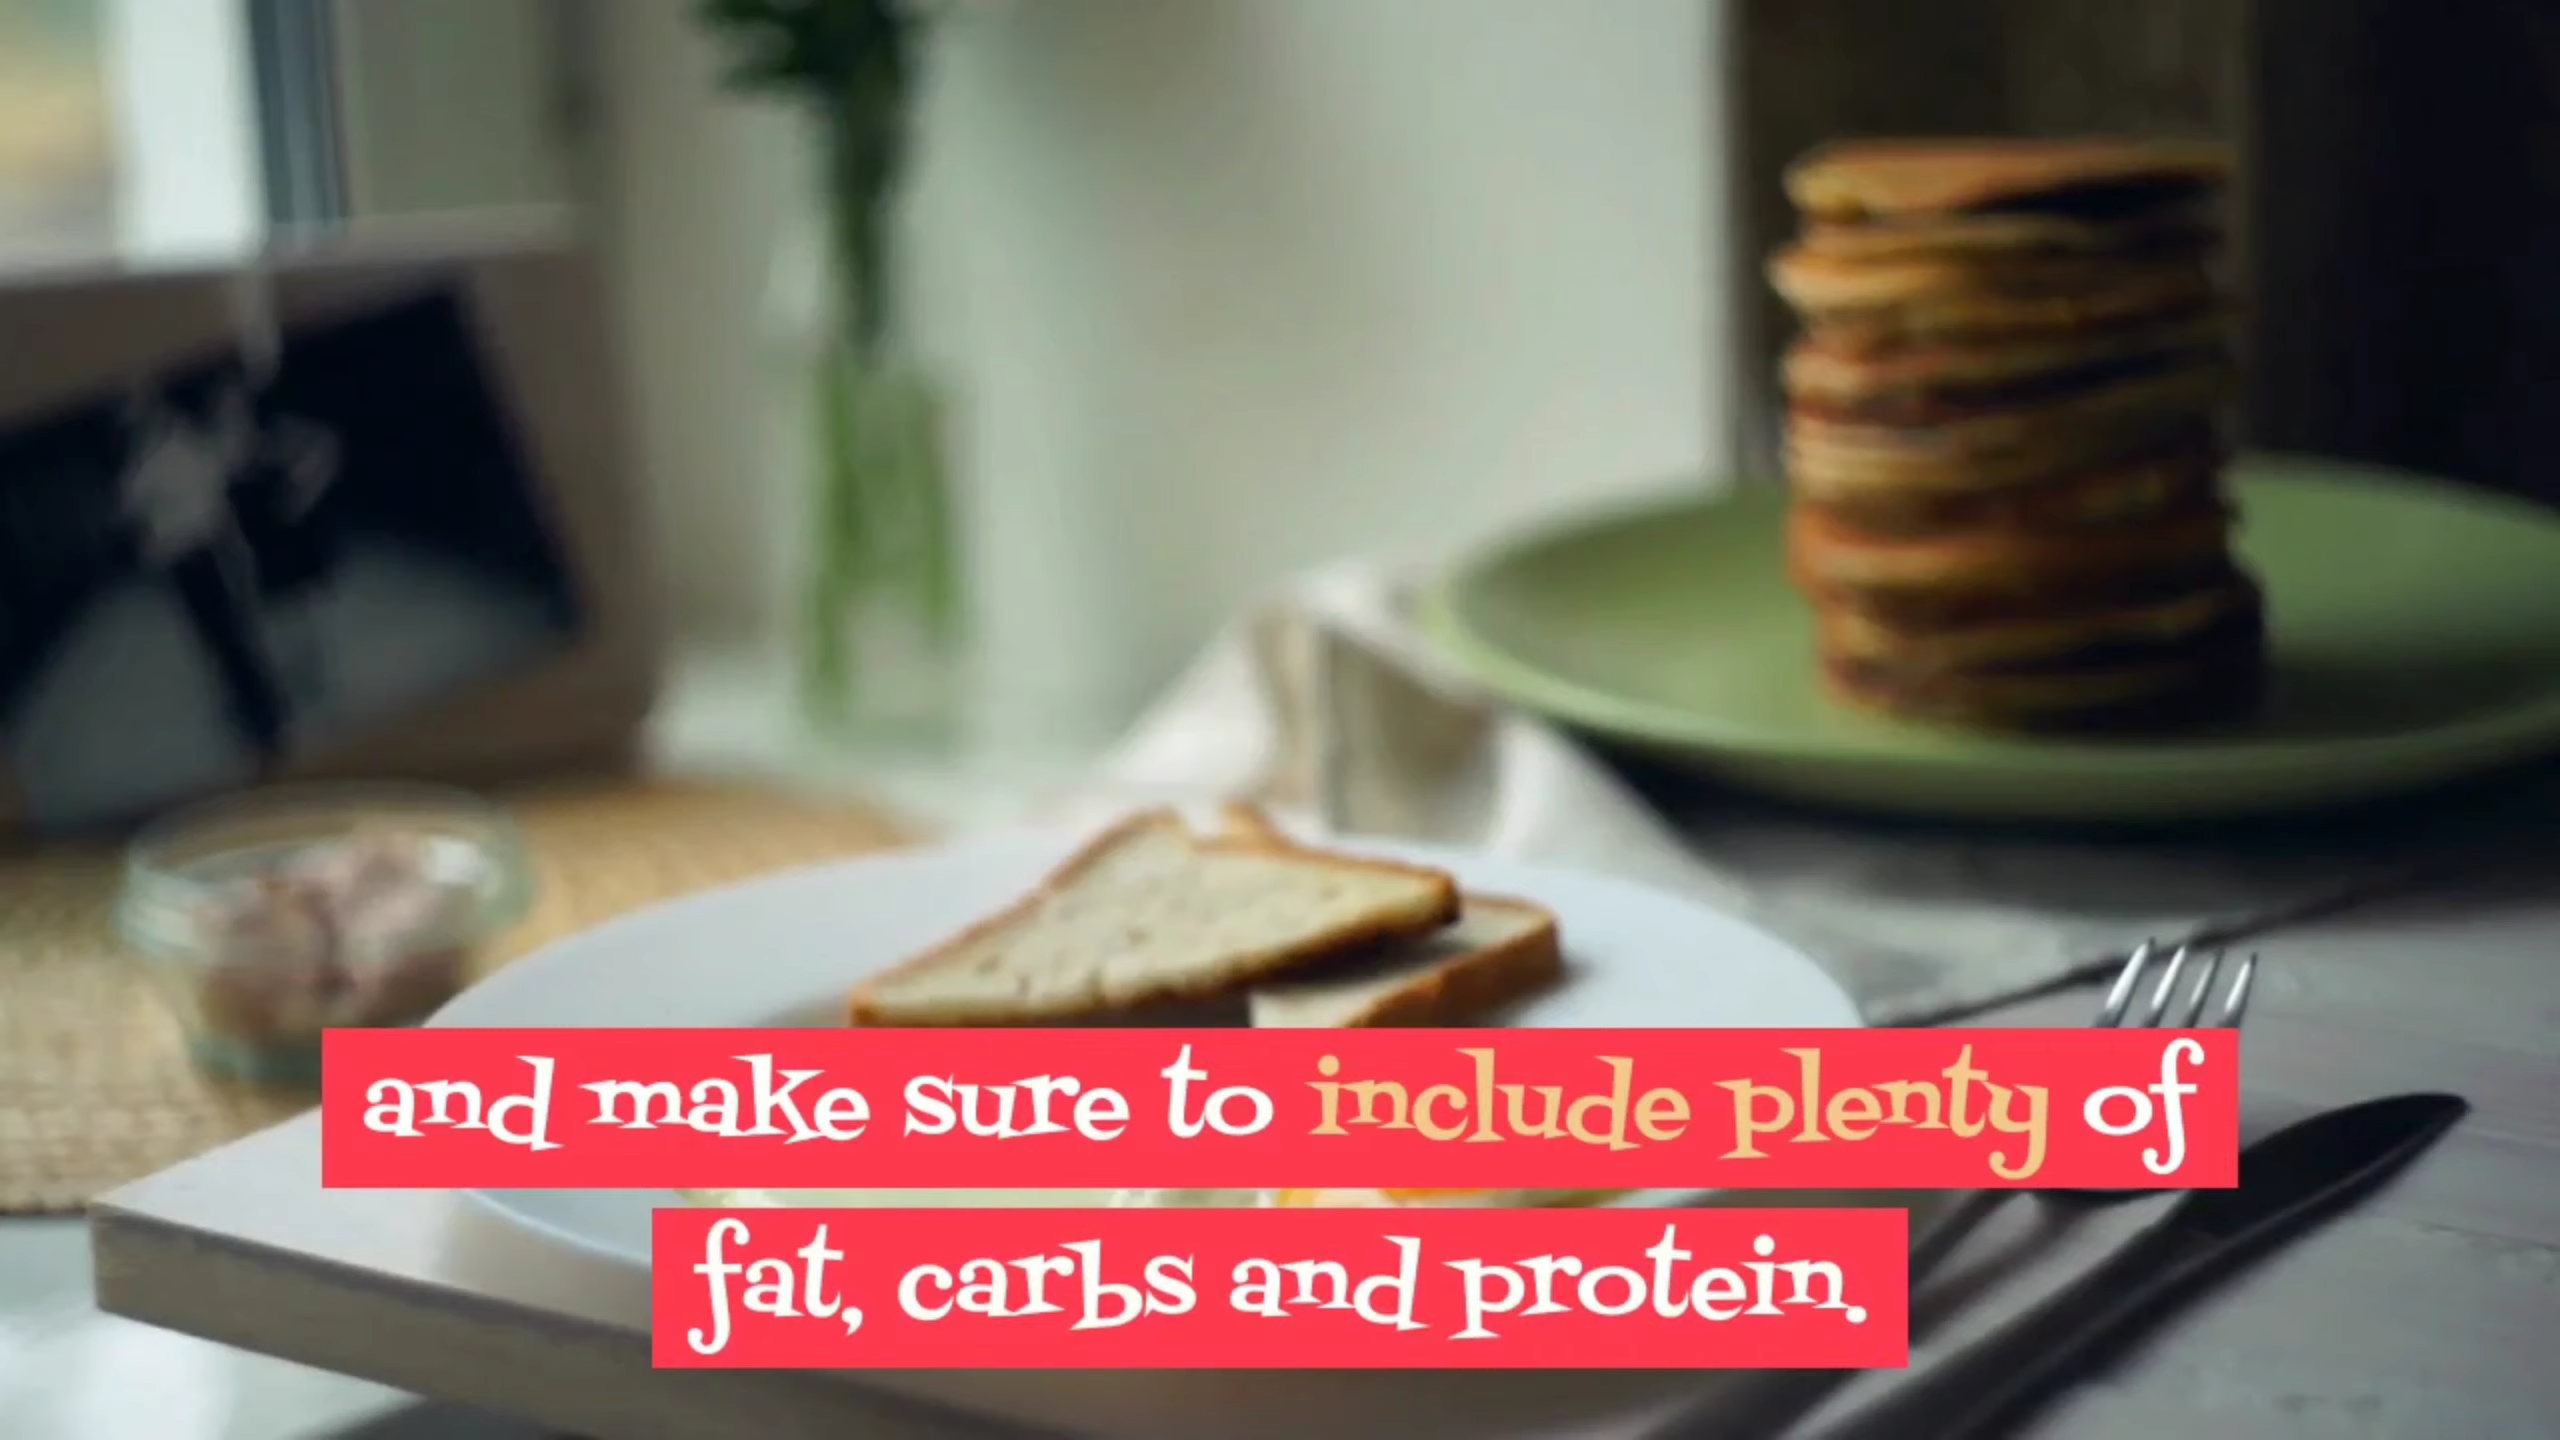 and make sure to include plenty of
fat, carbs and protein.